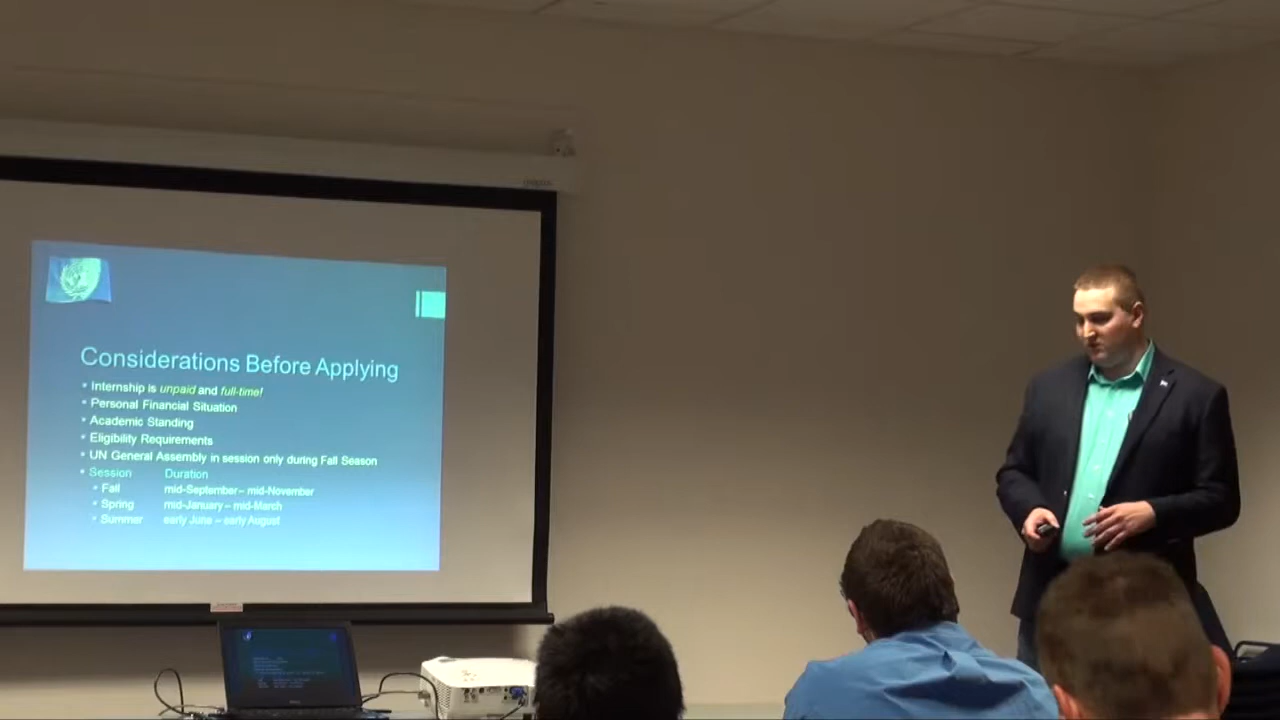 Considerations Before Applying
Internship is unpaid and full-time!
Personal Financial Situation
Academic Standing
Eligibility Requirements
UN General Assembly in session only during Fall Season
Session Duration
Fall mid-September – mid-November
Spring mid-January – mid-March
Summer early June – early August